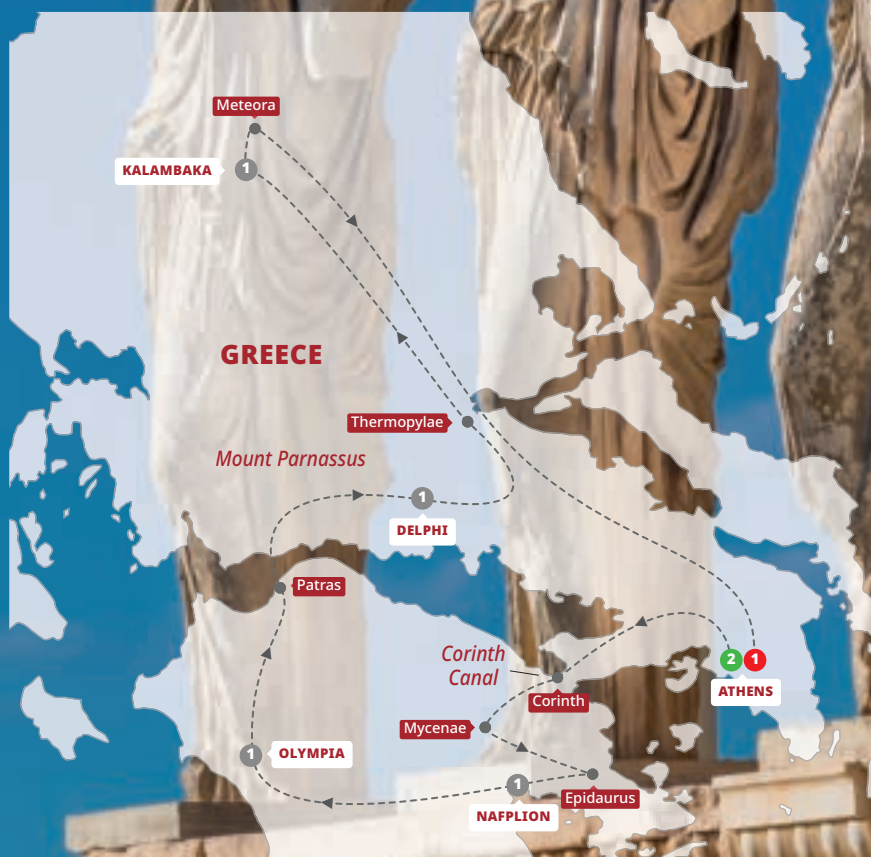 Meteora
KALAMBAKA
1
GREECE
Thermopylae
Mount Parnassus
1
DELPHI
Patras
Corinth
Canal
2
1
ATHENS
Corinth
Mycenae
1
OLYMPIA
1
Epidaurus
NAFPLION